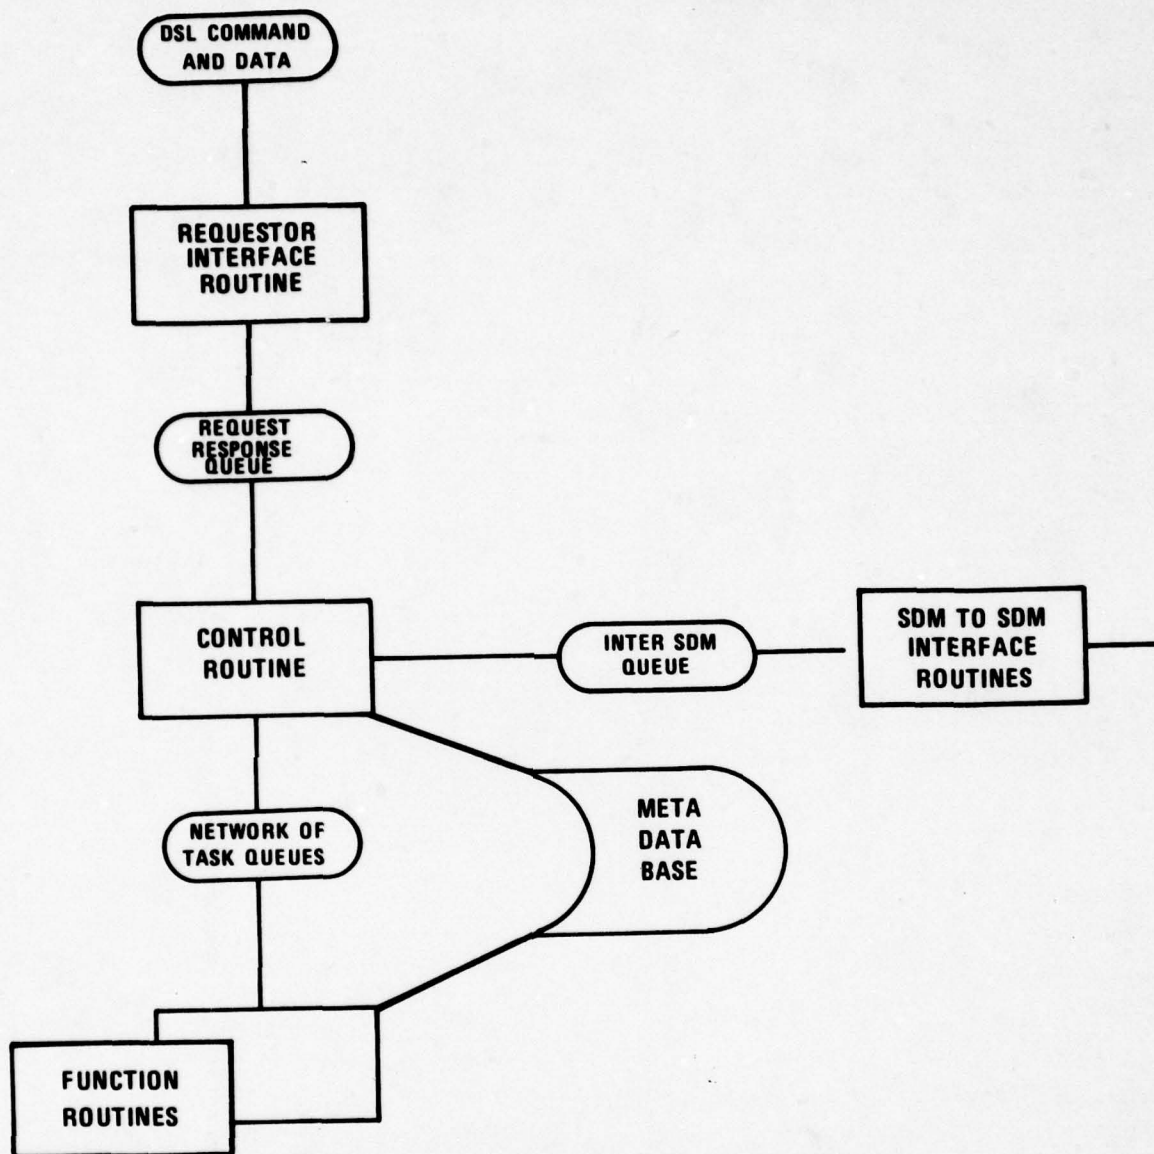 DSL COMMAND
AND DATA
REQUESTOR
INTERFACE
ROUTINE
REQUEST
RESPONSE
QUEUE
CONTROL
ROUTINE
INTER SDM
QUEUE
SDM TO SDM
INTERFACE
ROUTINES
META
DATA
BASE
NETWORK OF
TASK QUEUES
FUNCTION
ROUTINES